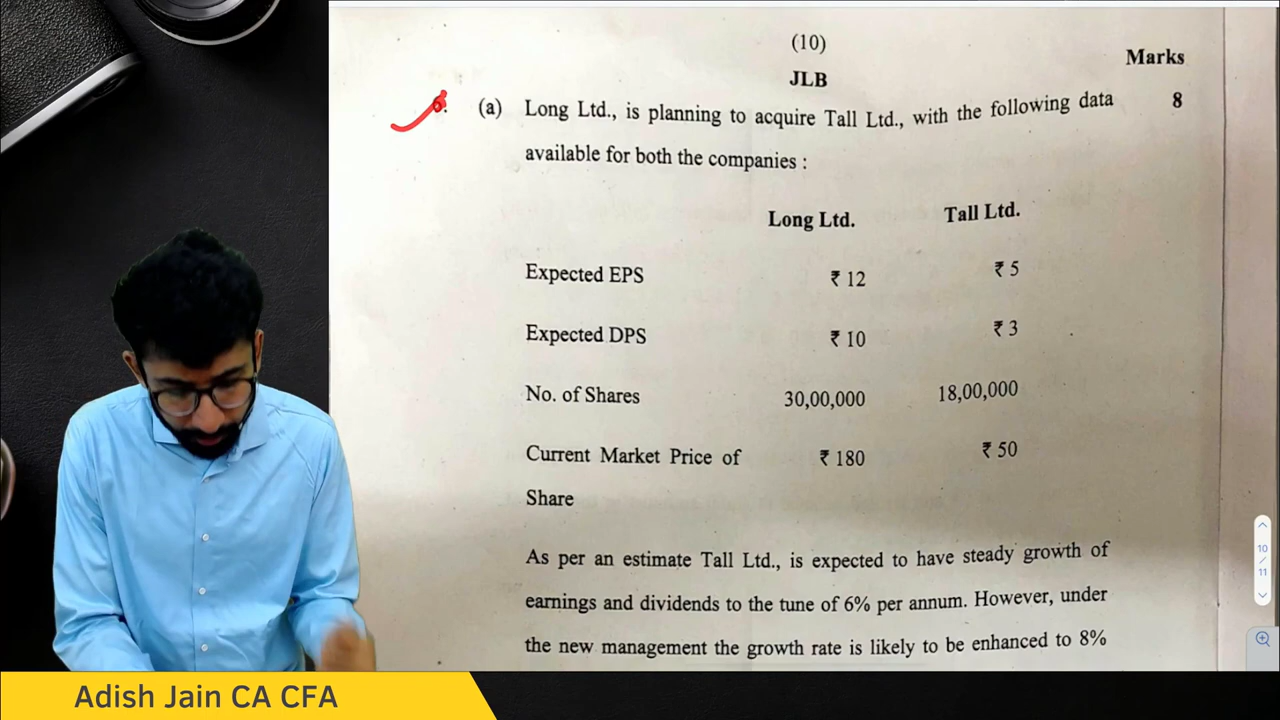 (10)
JLB
Marks
6. (a) Long Ltd., is planning to acquire Tall Ltd., with the following data 8
available for both the companies :
Long Ltd. Tall Ltd.
Expected EPS ₹ 12 ₹ 5
Expected DPS ₹ 10 ₹ 3
No. of Shares 30,00,000 18,00,000
Current Market Price of ₹ 180 ₹ 50
Share
As per an estimate Tall Ltd., is expected to have steady growth of
earnings and dividends to the tune of 6% per annum. However, under
the new management the growth rate is likely to be enhanced to 8%
10
/
11
Adish Jain CA CFA